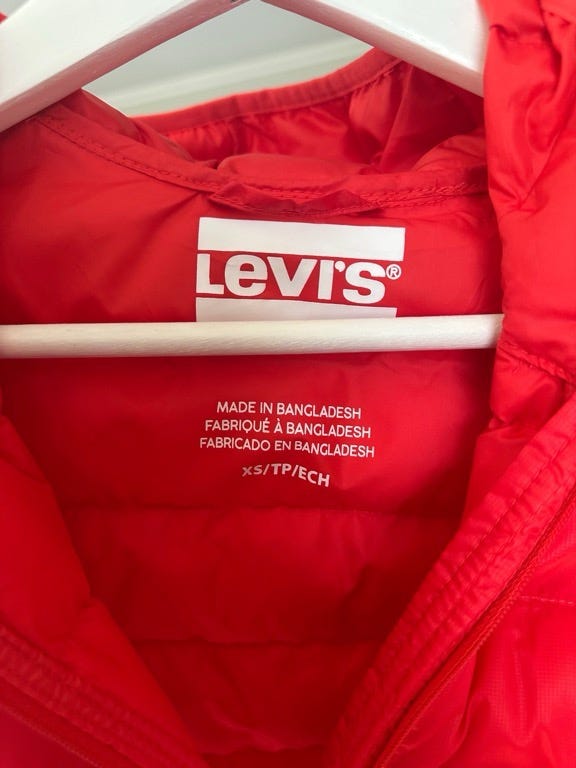 Levi's®
MADE IN BANGLADESH
FABRIQUÉ À BANGLADESH
FABRICADO EN BANGLADESH
XS/TP/ECH